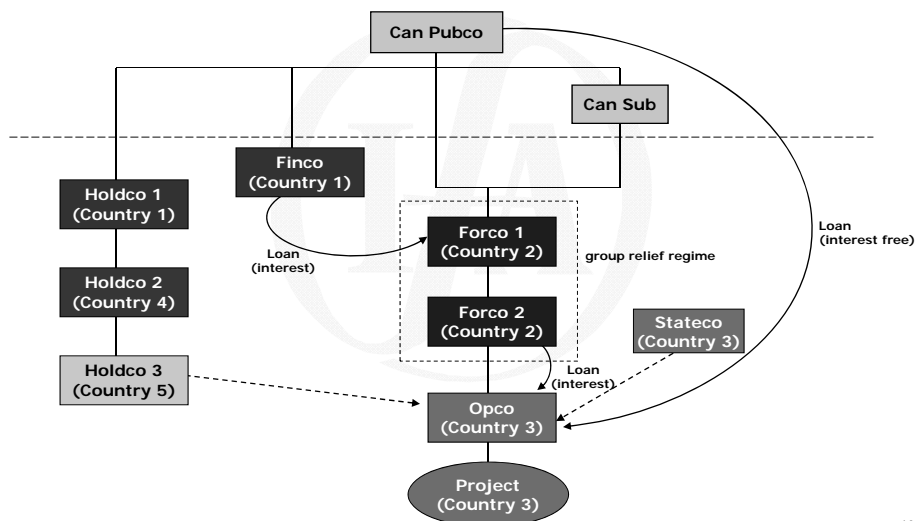 Can Pubco
Can Sub
Finco
(Country 1)
Holdco 1
(Country 1)
Loan
(interest)
Forco 1
(Country 2)
Loan
(interest free)
group relief regime
Holdco 2
(Country 4)
Forco 2
(Country 2)
Stateco
(Country 3)
Loan
(interest)
Holdco 3
(Country 5)
Opco
(Country 3)
Project
(Country 3)